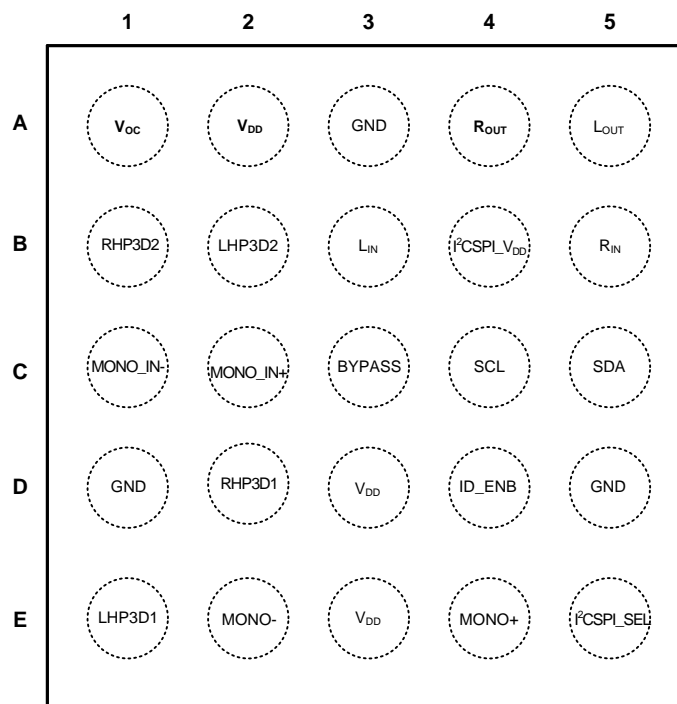 1 2 3 4 5
A V_OC V_DD GND R_OUT L_OUT
B RHP3D2 LHP3D2 L_IN I²CSPI_V_DD R_IN
C MONO_IN- MONO_IN+ BYPASS SCL SDA
D GND RHP3D1 V_DD ID_ENB GND
E LHP3D1 MONO- V_DD MONO+ I²CSPI_SEL